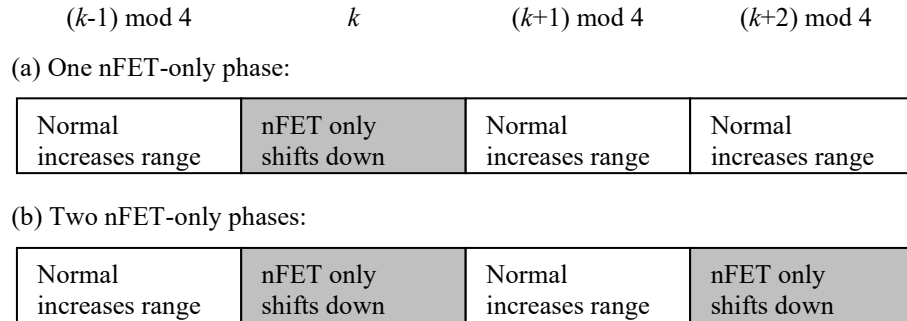 (k-1) mod 4 k (k+1) mod 4 (k+2) mod 4
(a) One nFET-only phase:
Normal nFET only Normal Normal
increases range shifts down increases range increases range
(b) Two nFET-only phases:
Normal nFET only Normal nFET only
increases range shifts down increases range shifts down